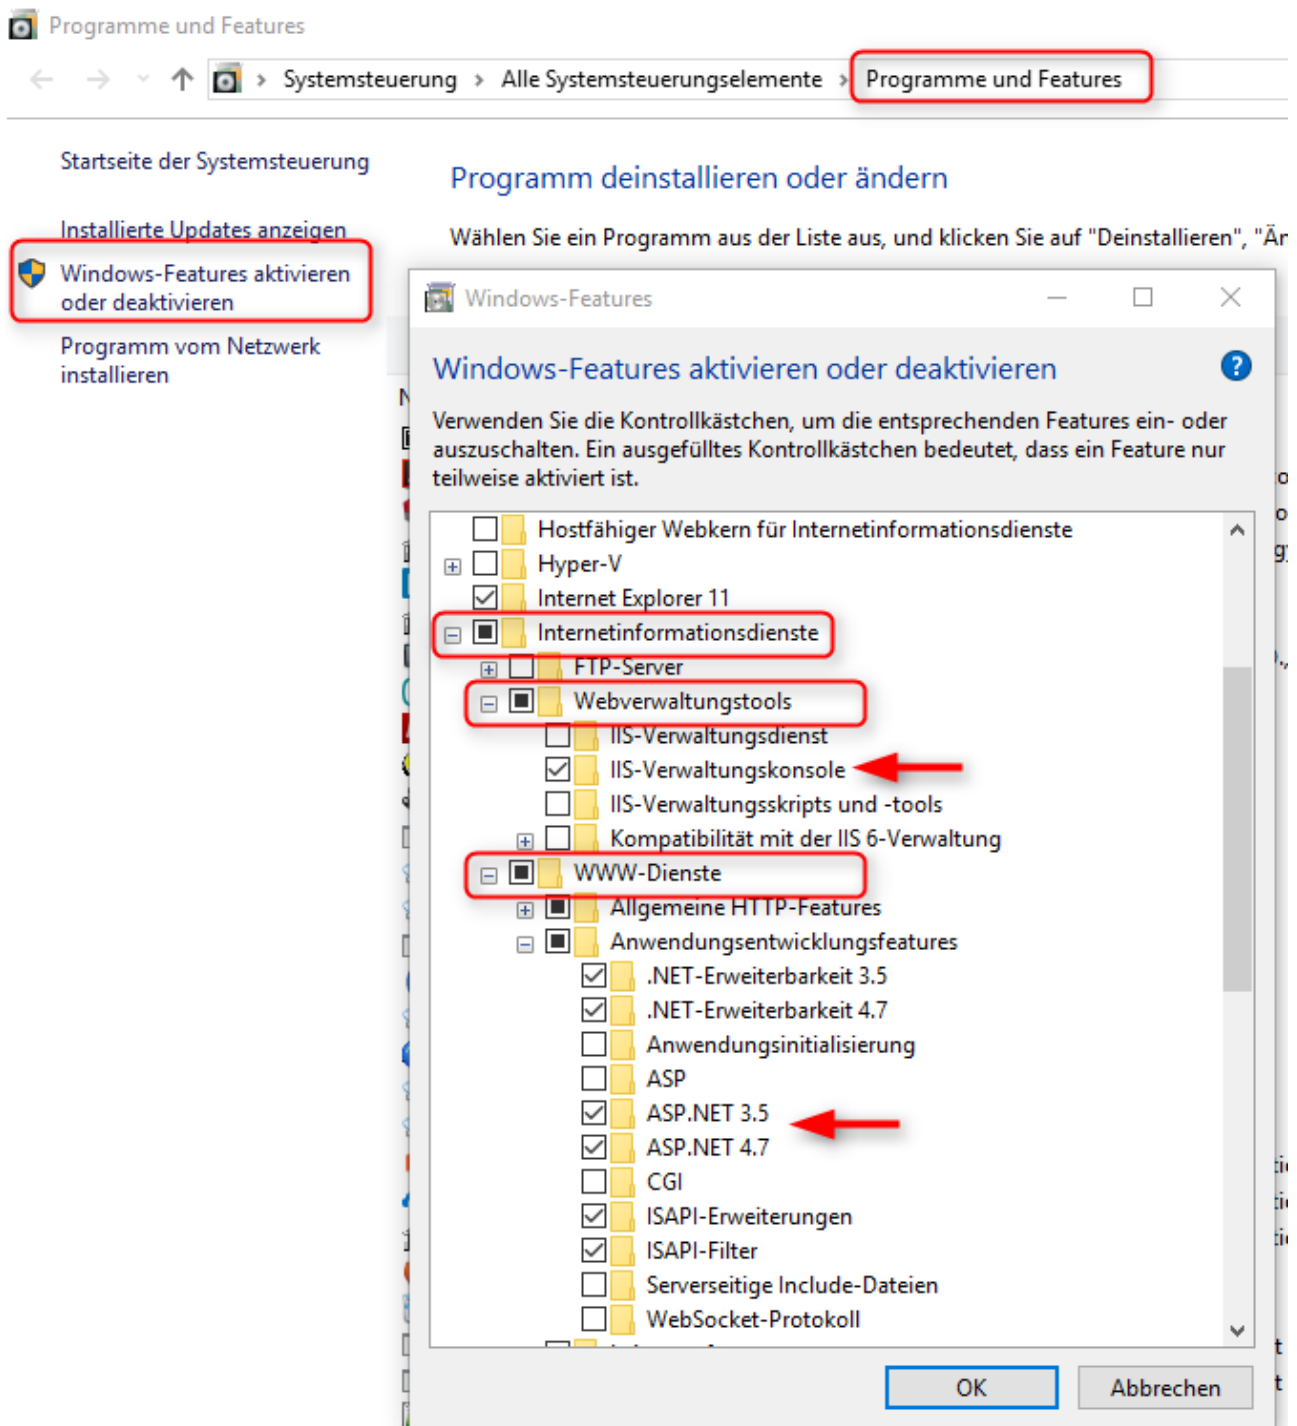 Programme und Features
Systemsteuerung > Alle Systemsteuerungselemente > Programme und Features
Startseite der Systemsteuerung
Installierte Updates anzeigen
Windows-Features aktivieren
oder deaktivieren
Programm vom Netzwerk
installieren
Programm deinstallieren oder ändern
Wählen Sie ein Programm aus der Liste aus, und klicken Sie auf "Deinstallieren", "Än
Windows-Features
Windows-Features aktivieren oder deaktivieren
Verwenden Sie die Kontrollkästchen, um die entsprechenden Features ein- oder
auszuschalten. Ein ausgefülltes Kontrollkästchen bedeutet, dass ein Feature nur
teilweise aktiviert ist.
Hostfähiger Webkern für Internetinformationsdienste
Hyper-V
Internet Explorer 11
Internetinformationsdienste
FTP-Server
Webverwaltungstools
IIS-Verwaltungsdienst
IIS-Verwaltungskonsole
IIS-Verwaltungsskripts und -tools
Kompatibilität mit der IIS 6-Verwaltung
WWW-Dienste
Allgemeine HTTP-Features
Anwendungsentwicklungsfeatures
.NET-Erweiterbarkeit 3.5
.NET-Erweiterbarkeit 4.7
Anwendungsinitialisierung
ASP
ASP.NET 3.5
ASP.NET 4.7
CGI
ISAPI-Erweiterungen
ISAPI-Filter
Serverseitige Include-Dateien
WebSocket-Protokoll
OK
Abbrechen